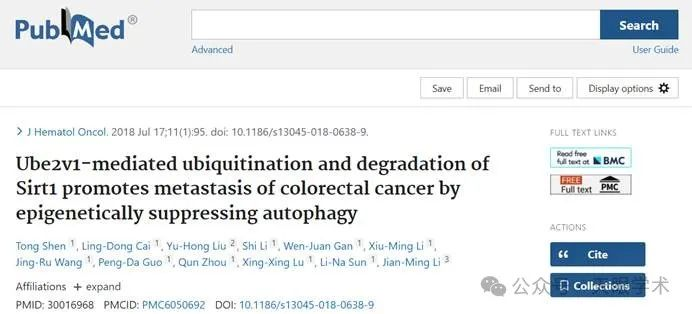 PubMed®
Search
Advanced
User Guide
Save Email Send to Display options
J Hematol Oncol. 2018 Jul 17;11(1):95. doi: 10.1186/s13045-018-0638-9.
Ube2v1-mediated ubiquitination and degradation of
Sirt1 promotes metastasis of colorectal cancer by
epigenetically suppressing autophagy
Tong Shen 1, Ling-Dong Cai 1, Yu-Hong Liu 2, Shi Li 1, Wen-Juan Gan 1, Xiu-Ming Li 1,
Jing-Ru Wang 1, Peng-Da Guo 1, Qun Zhou 1, Xing-Xing Lu 1, Li-Na Sun 1, Jian-Ming Li 3
Affiliations + expand
PMID: 30016968 PMCID: PMC6050692 DOI: 10.1186/s13045-018-0638-9
FULL TEXT LINKS
Read free
full text at BMC
FREE
Full text PMC
ACTIONS
Cite
Collections
公众号
学术